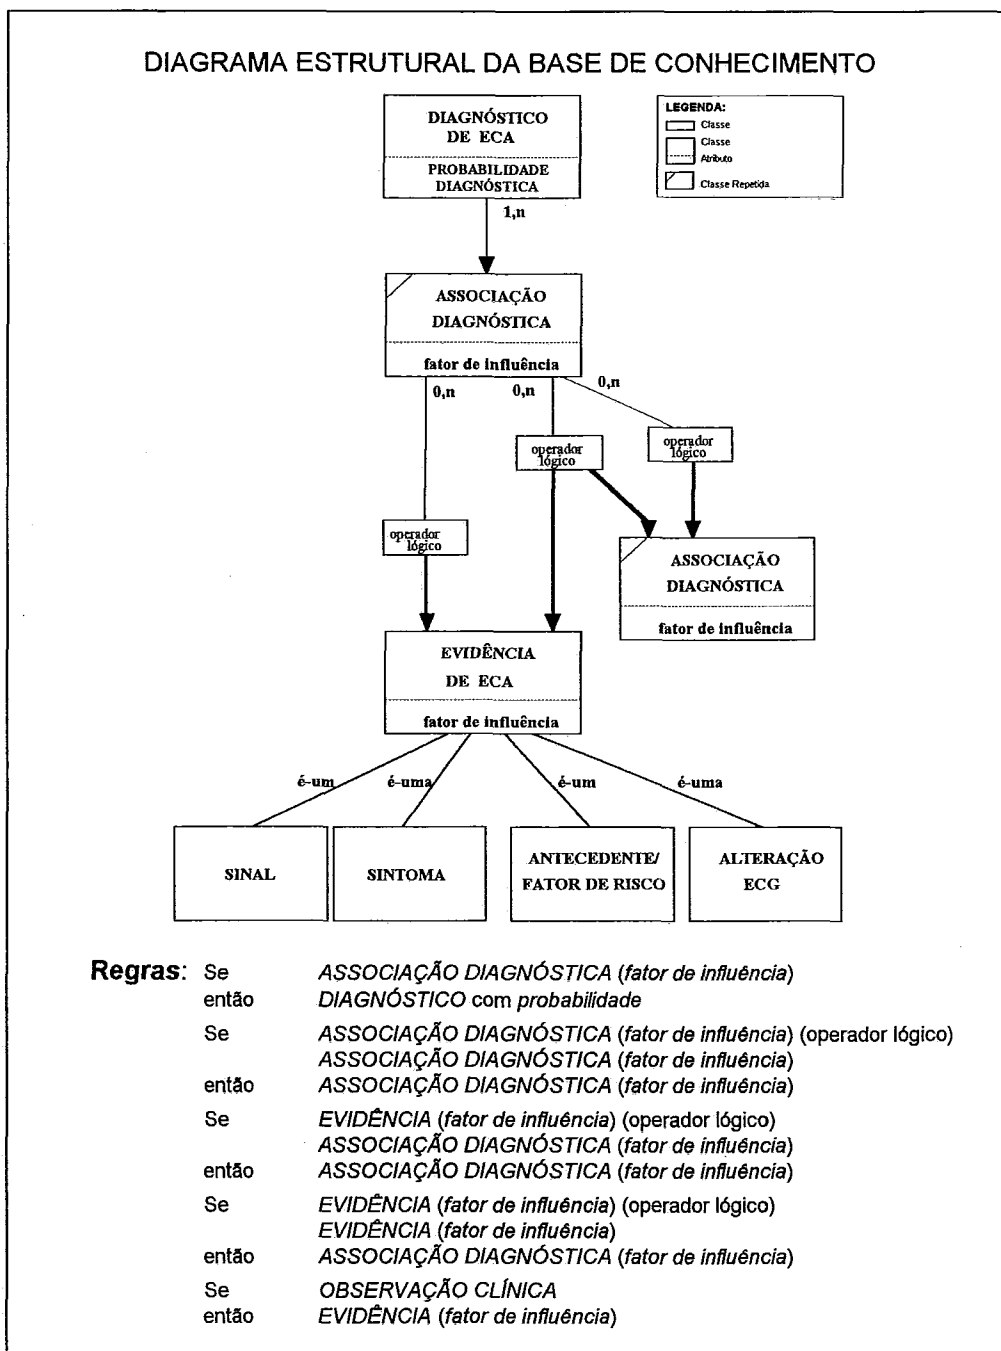 DIAGRAMA ESTRUTURAL DA BASE DE CONHECIMENTO
DIAGNÓSTICO
DE ECA
PROBABILIDADE
DIAGNÓSTICA
LEGENDA:
Classe
Classe
Atributo
Classe Repetida
1,n
ASSOCIAÇÃO
DIAGNÓSTICA
fator de influência
0,n
0,n
0,n
operador
lógico
operador
lógico
operador
lógico
ASSOCIAÇÃO
DIAGNÓSTICA
fator de influência
EVIDÊNCIA
DE ECA
fator de influência
é-um
é-uma
é-um
é-uma
SINAL
SINTOMA
ANTECEDENTE/
FATOR DE RISCO
ALTERAÇÃO
ECG
Regras: Se ASSOCIAÇÃO DIAGNÓSTICA (fator de influência)
então DIAGNÓSTICO com probabilidade
Se ASSOCIAÇÃO DIAGNÓSTICA (fator de influência) (operador lógico)
ASSOCIAÇÃO DIAGNÓSTICA (fator de influência)
então ASSOCIAÇÃO DIAGNÓSTICA (fator de influência)
Se EVIDÊNCIA (fator de influência) (operador lógico)
ASSOCIAÇÃO DIAGNÓSTICA (fator de influência)
então ASSOCIAÇÃO DIAGNÓSTICA (fator de influência)
Se EVIDÊNCIA (fator de influência) (operador lógico)
EVIDÊNCIA (fator de influência)
então ASSOCIAÇÃO DIAGNÓSTICA (fator de influência)
Se OBSERVAÇÃO CLÍNICA
então EVIDÊNCIA (fator de influência)